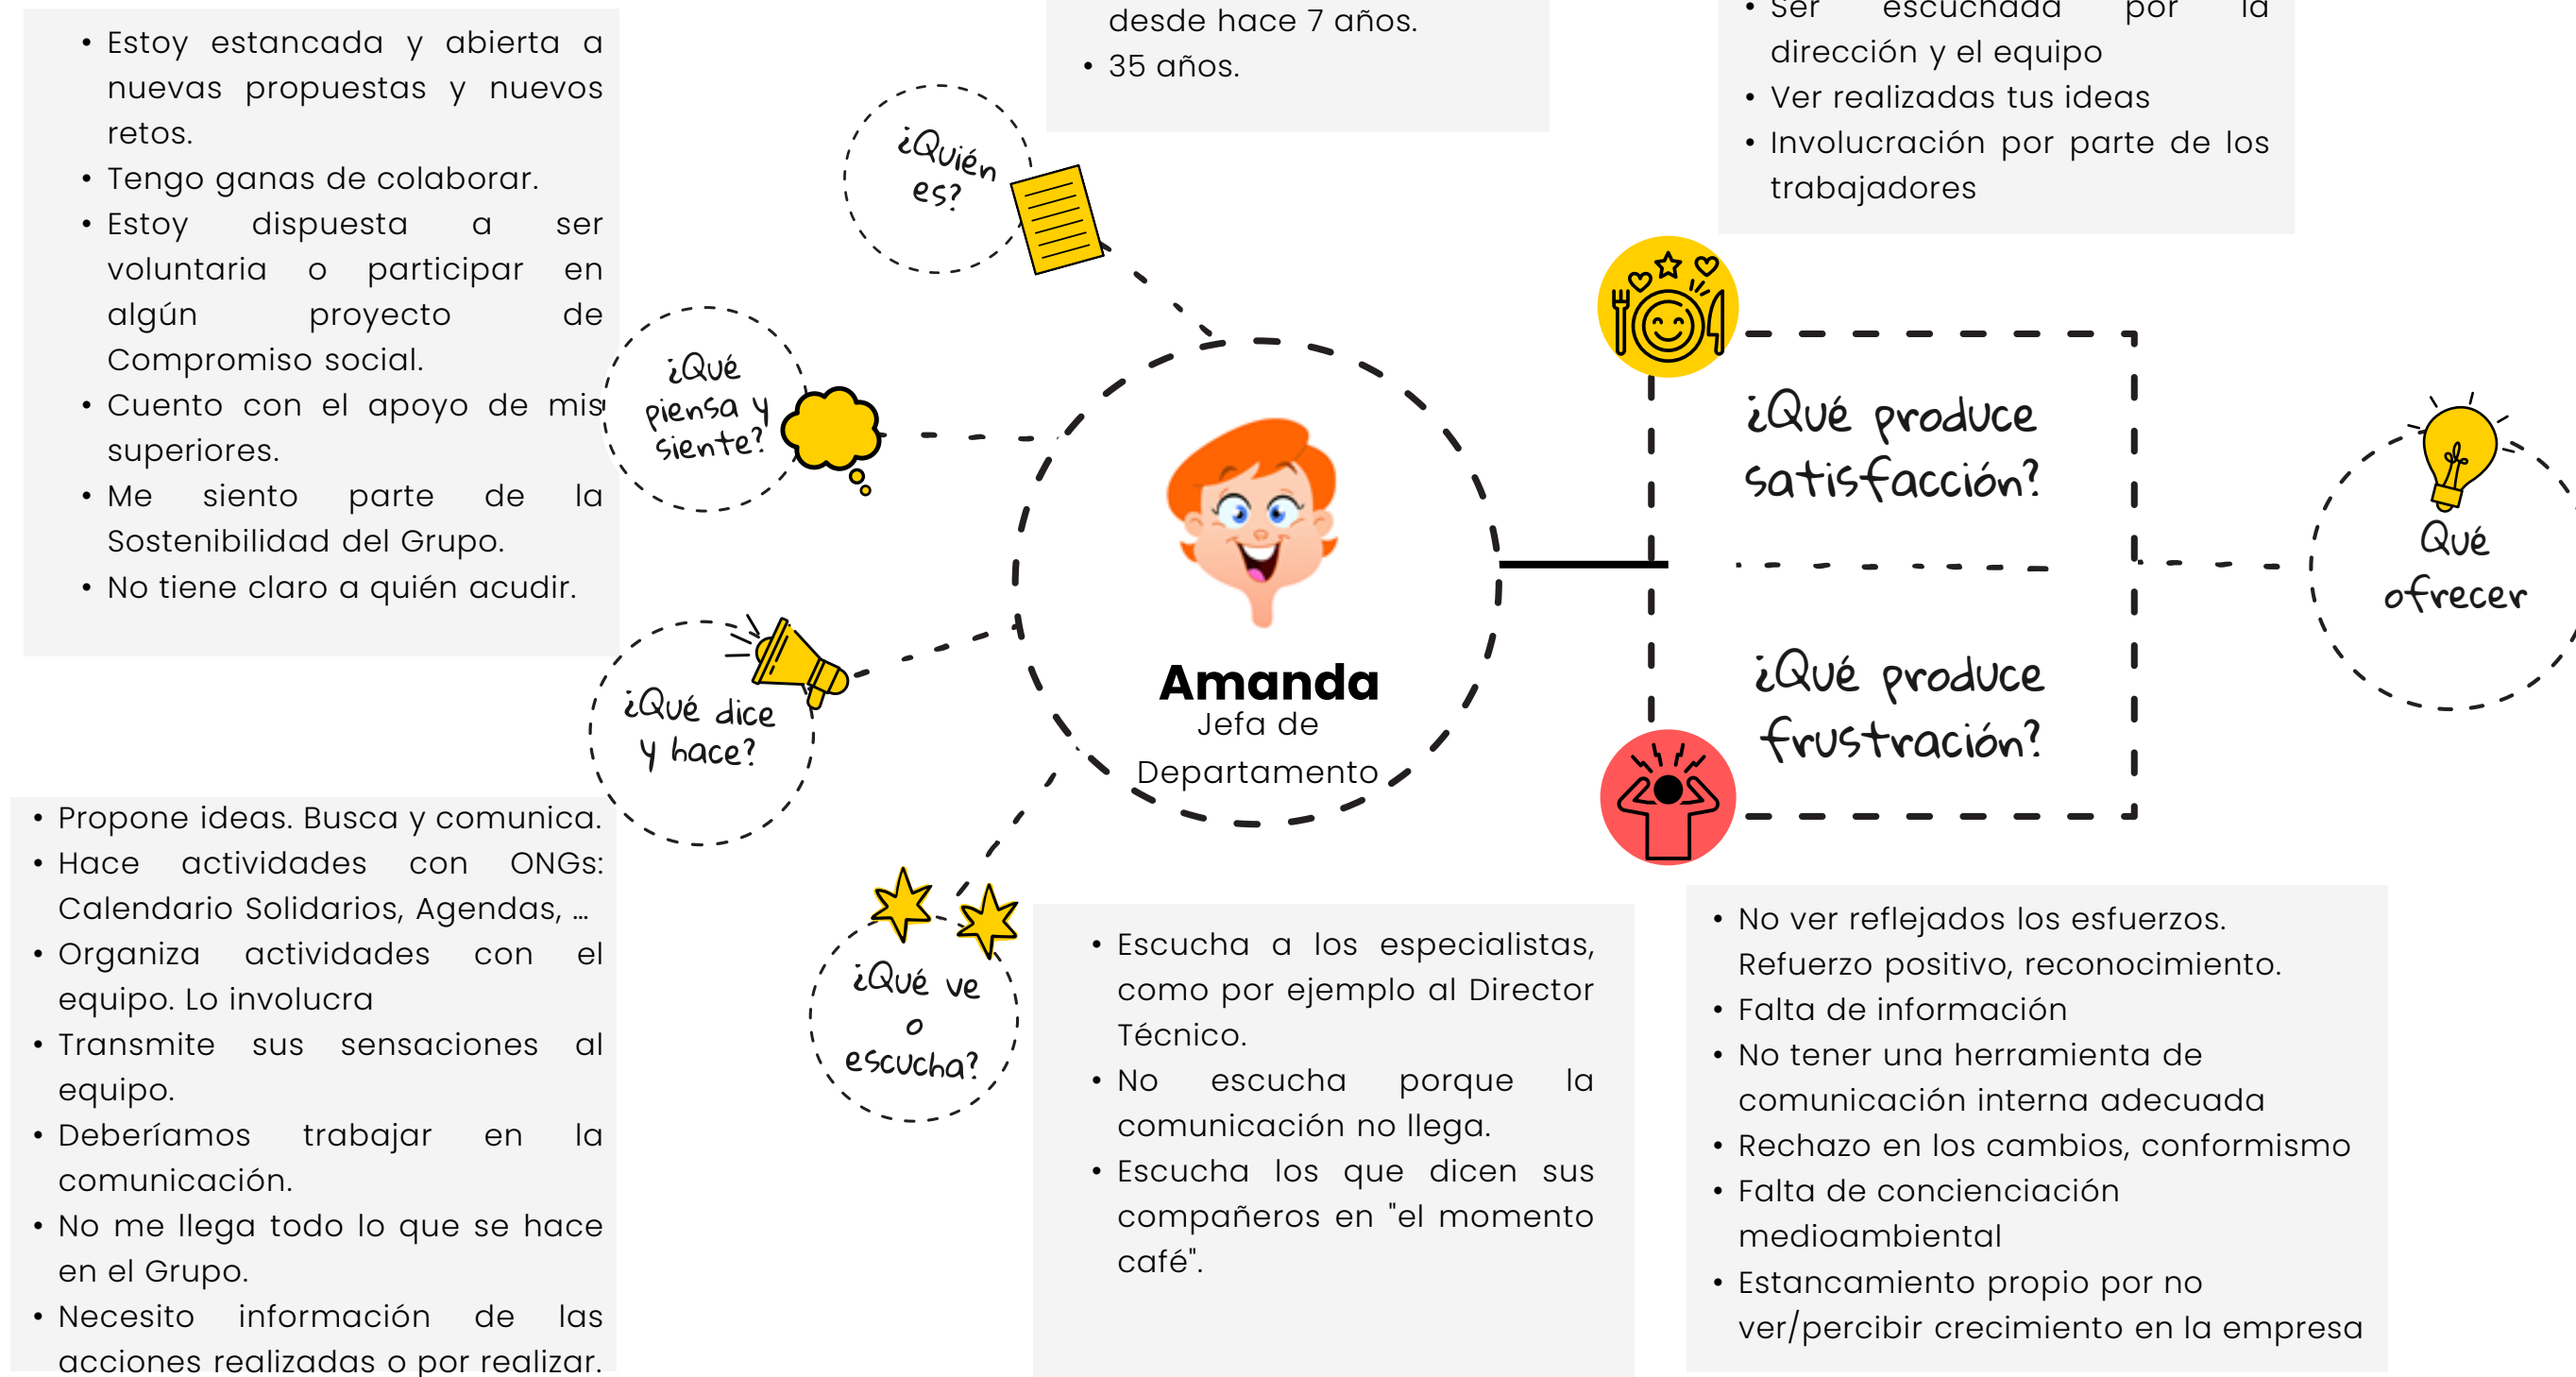 • Estoy estancada y abierta a
nuevas propuestas y nuevos
retos.
• Tengo ganas de colaborar.
• Estoy dispuesta a ser
voluntaria o participar en
algún proyecto de
Compromiso social.
• Cuento con el apoyo de mis
superiores.
• Me siento parte de la
Sostenibilidad del Grupo.
• No tiene claro a quién acudir.
desde hace 7 años.
• 35 años.
• Ser escuchada por la
dirección y el equipo
• Ver realizadas tus ideas
• Involucración por parte de los
trabajadores
¿Quién
es?
¿Qué
piensa y
siente?
¿Qué dice
y hace?
¿Qué ve
o
escucha?
Amanda
Jefa de
Departamento
¿Qué produce
satisfacción?
¿Qué produce
frustración?
Qué
ofrecer
• Propone ideas. Busca y comunica.
• Hace actividades con ONGs:
Calendario Solidarios, Agendas, ...
• Organiza actividades con el
equipo. Lo involucra
• Transmite sus sensaciones al
equipo.
• Deberíamos trabajar en la
comunicación.
• No me llega todo lo que se hace
en el Grupo.
• Necesito información de las
acciones realizadas o por realizar.
• Escucha a los especialistas,
como por ejemplo al Director
Técnico.
• No escucha porque la
comunicación no llega.
• Escucha los que dicen sus
compañeros en "el momento
café".
• No ver reflejados los esfuerzos.
Refuerzo positivo, reconocimiento.
• Falta de información
• No tener una herramienta de
comunicación interna adecuada
• Rechazo en los cambios, conformismo
• Falta de concienciación
medioambiental
• Estancamiento propio por no
ver/percibir crecimiento en la empresa